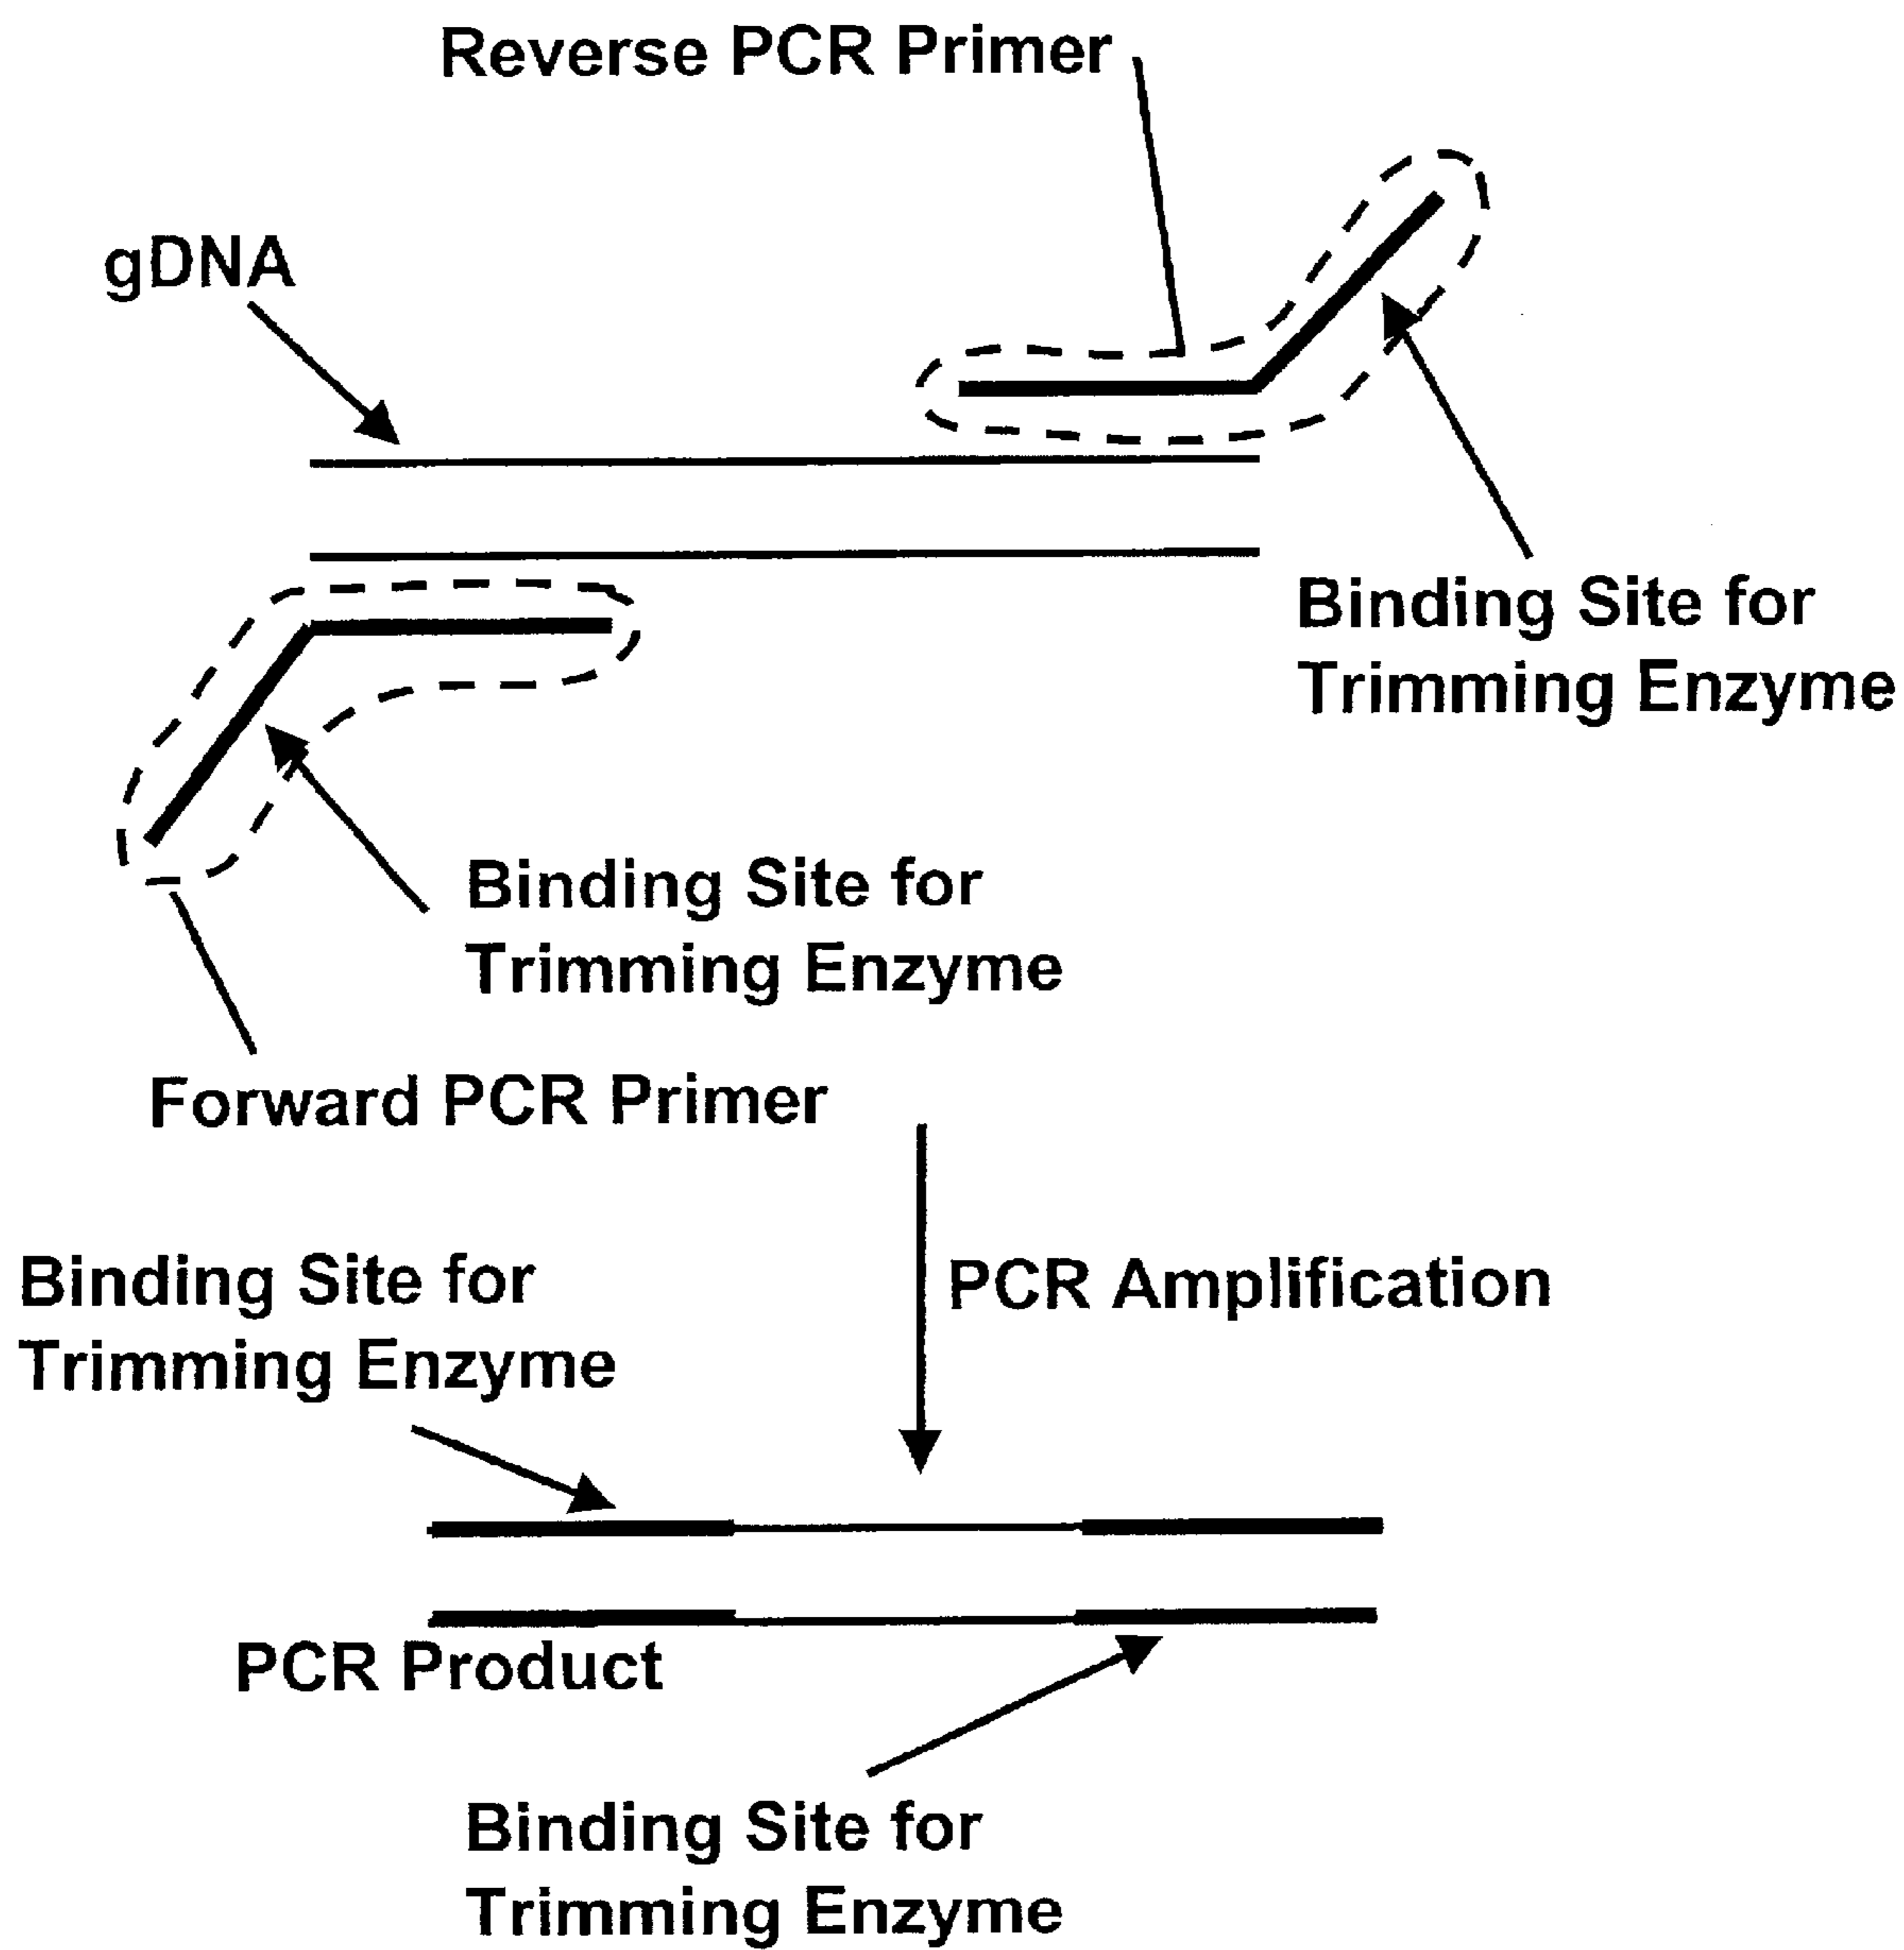 Reverse PCR Primer
gDNA
Binding Site for
Trimming Enzyme
Binding Site for
Trimming Enzyme
Forward PCR Primer
Binding Site for
Trimming Enzyme
PCR Amplification
PCR Product
Binding Site for
Trimming Enzyme